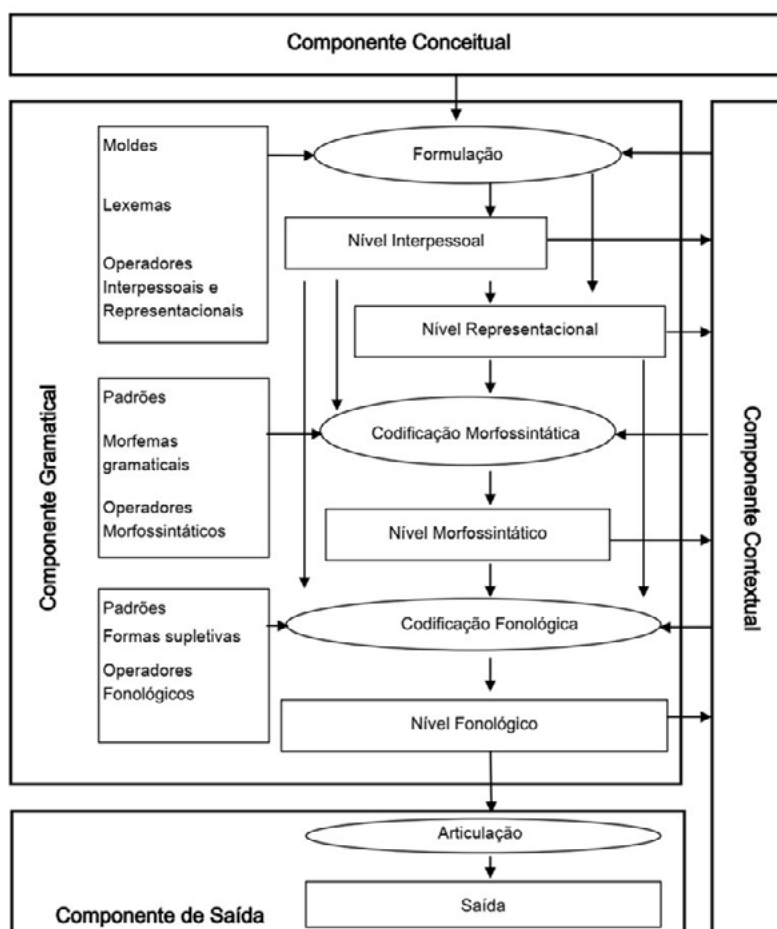 Componente Conceitual
Moldes
Formulação
Lexemas
Nível Interpessoal
Operadores
Interpessoais e
Representacionais
Nível Representacional
Componente Gramatical
Padrões
Morfemas
gramaticais
Operadores
Morfossintáticos
Codificação Morfossintática
Nível Morfossintático
Componente Contextual
Padrões
Formas supletivas
Operadores
Fonológicos
Codificação Fonológica
Nível Fonológico
Articulação
Saída
Componente de Saída